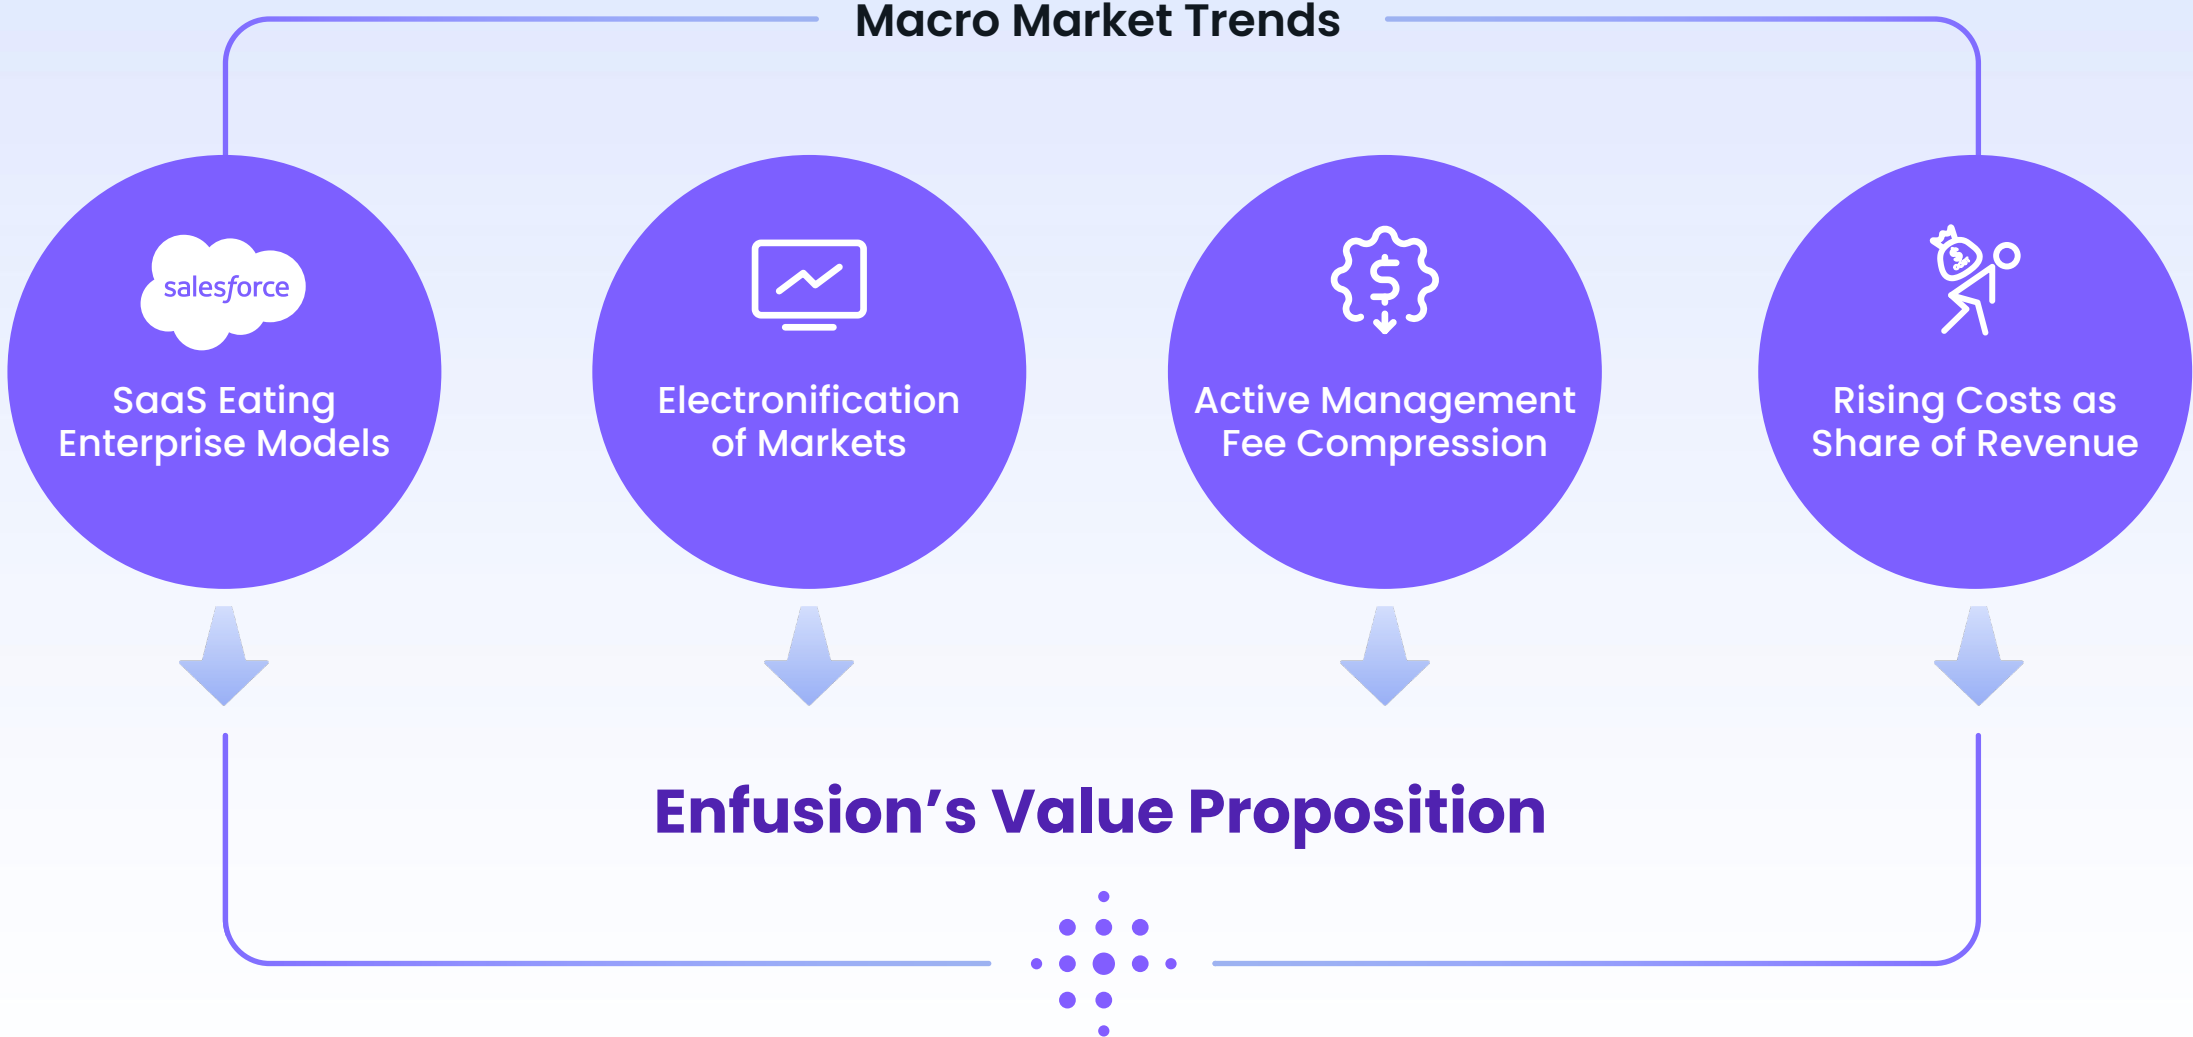 Macro Market Trends
salesforce
SaaS Eating
Enterprise Models
Electronification
of Markets
$
Active Management
Fee Compression
$
COST
Rising Costs as
Share of Revenue
Enfusion’s Value Proposition